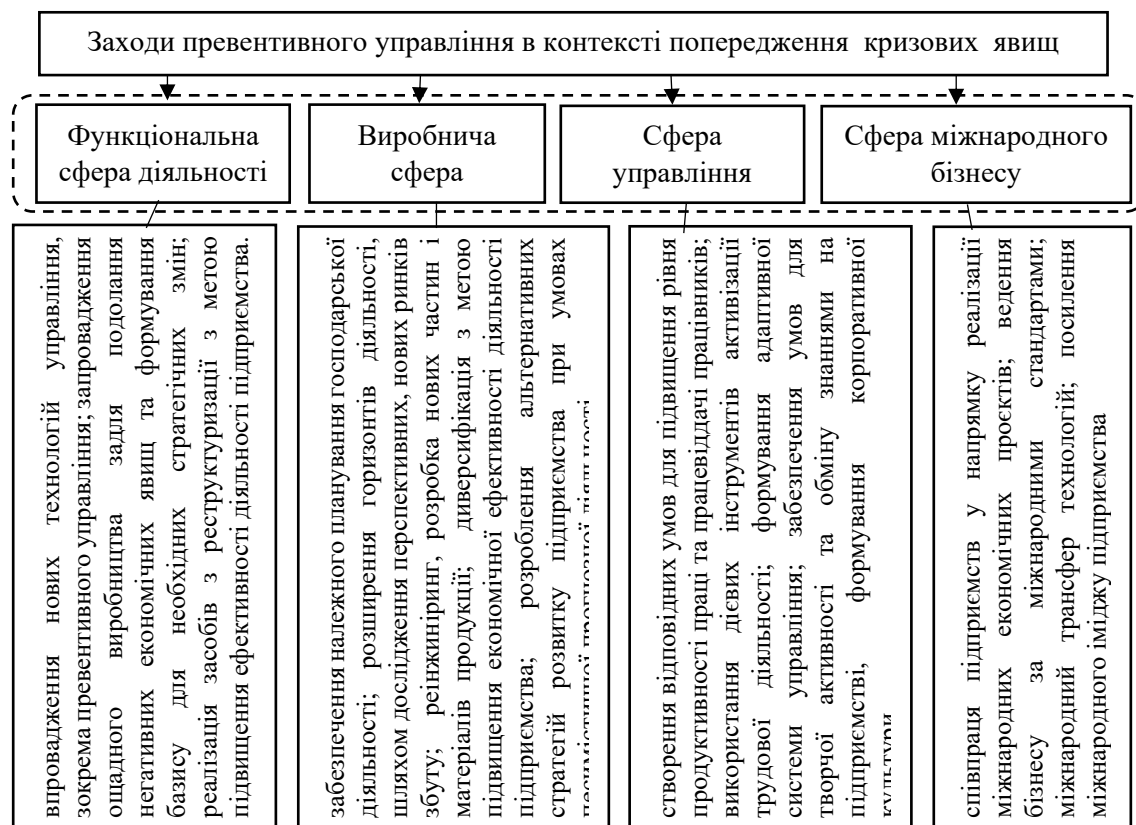 Заходи превентивного управління в контексті попередження кризових явищ
Функціональна
сфера діяльності
Виробнича
сфера
Сфера
управління
Сфера міжнародного
бізнесу
впровадження нових технологій управління,
зокрема превентивного управління; запровадження
ощадного виробництва задля подолання
негативних економічних явищ та формування
базису для необхідних стратегічних змін;
реалізація засобів з реструктуризації з метою
підвищення ефективності діяльності підприємства.
забезпечення належного планування господарської
діяльності; розширення горизонтів діяльності,
шляхом дослідження перспективних, нових ринків
збуту; реінжиніринг, розробка нових частин і
матеріалів продукції; диверсифікація з метою
підвищення економічної ефективності діяльності
підприємства; розроблення альтернативних
стратегій розвитку підприємства при умовах
песимістичної прогнозної діяльності
створення відповідних умов для підвищення рівня
продуктивності праці та працевіддачі працівників;
використання дієвих інструментів активізації
трудової діяльності; формування адаптивної
системи управління; забезпечення умов для
творчої активності та обміну знаннями на
підприємстві, формування корпоративної
культури
співпраця підприємств у напрямку реалізації
міжнародних економічних проєктів; ведення
бізнесу за міжнародними стандартами;
міжнародний трансфер технологій; посилення
міжнародного іміджу підприємства